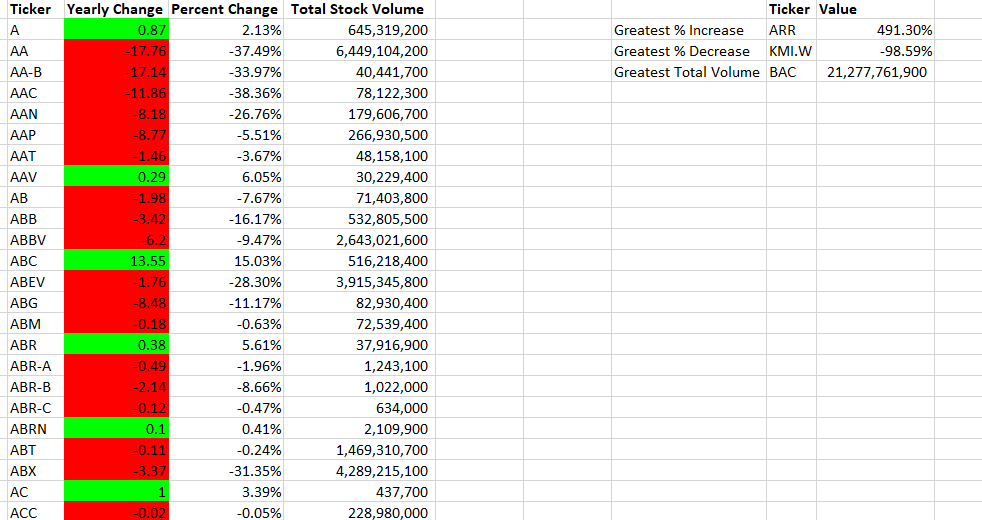 Ticker Yearly Change Percent Change Total Stock Volume Ticker Value
A 0.87 2.13% 645,319,200 Greatest % Increase ARR 491.30%
AA -17.76 -37.49% 6,449,104,200 Greatest % Decrease KMI.W -98.59%
AA-B -17.14 -33.97% 40,441,700 Greatest Total Volume BAC 21,277,761,900
AAC -11.86 -38.36% 78,122,300
AAN -8.18 -26.76% 179,606,700
AAP -8.77 -5.51% 266,930,500
AAT -1.46 -3.67% 48,158,100
AAV 0.29 6.05% 30,229,400
AB -1.98 -7.67% 71,403,800
ABB -3.42 -16.17% 532,805,500
ABBV -6.2 -9.47% 2,643,021,600
ABC 13.55 15.03% 516,218,400
ABEV -1.76 -28.30% 3,915,345,800
ABG -8.48 -11.17% 82,930,400
ABM -0.18 -0.63% 72,539,400
ABR 0.38 5.61% 37,916,900
ABR-A -0.49 -1.96% 1,243,100
ABR-B -2.14 -8.66% 1,022,000
ABR-C -0.12 -0.47% 634,000
ABRN 0.1 0.41% 2,109,900
ABT -0.11 -0.24% 1,469,310,700
ABX -3.37 -31.35% 4,289,215,100
AC 1 3.39% 437,700
ACC -0.02 -0.05% 228,980,000